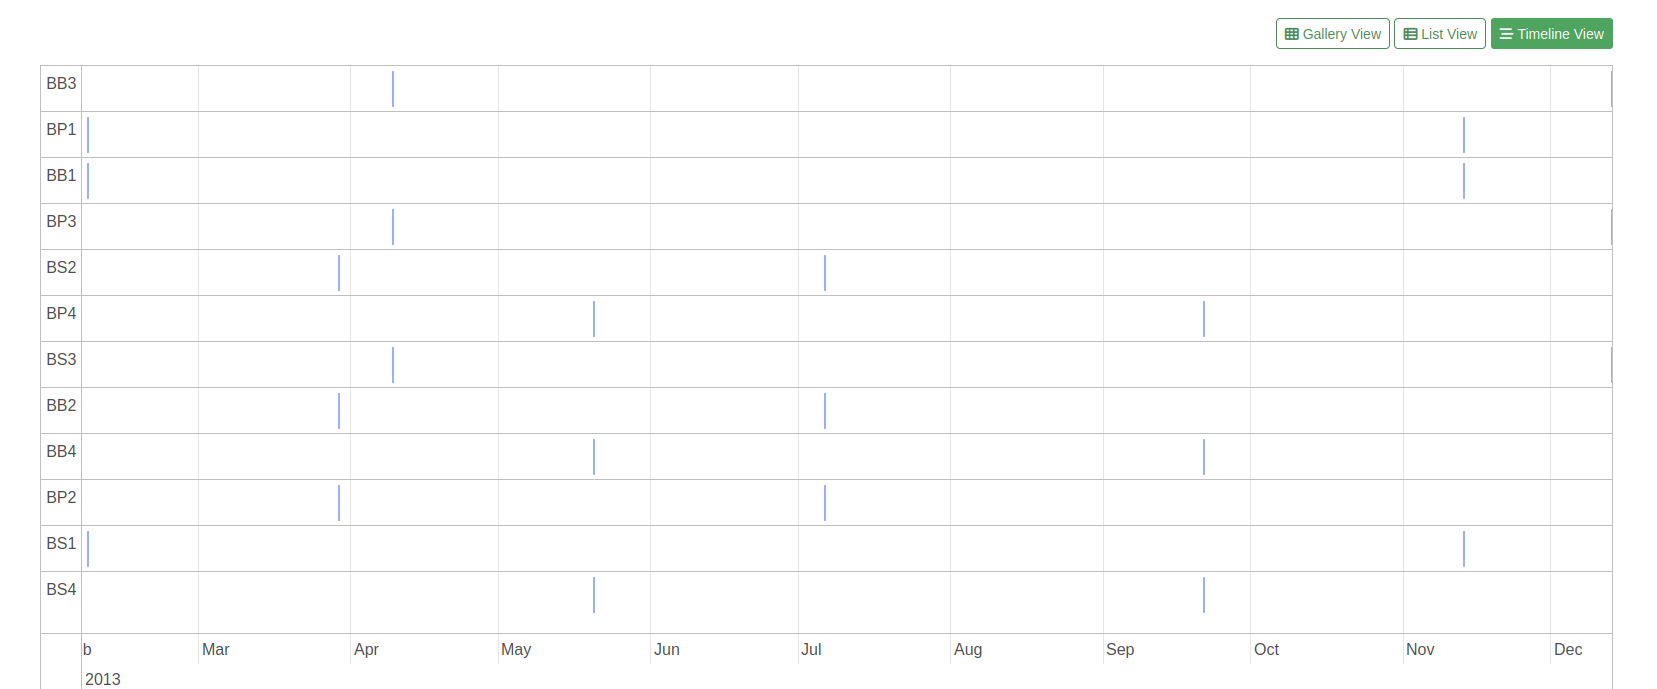 Gallery View List View Timeline View
BB3
BP1
BB1
BP3
BS2
BP4
BS3
BB2
BB4
BP2
BS1
BS4
b Mar Apr May Jun Jul Aug Sep Oct Nov Dec
2013